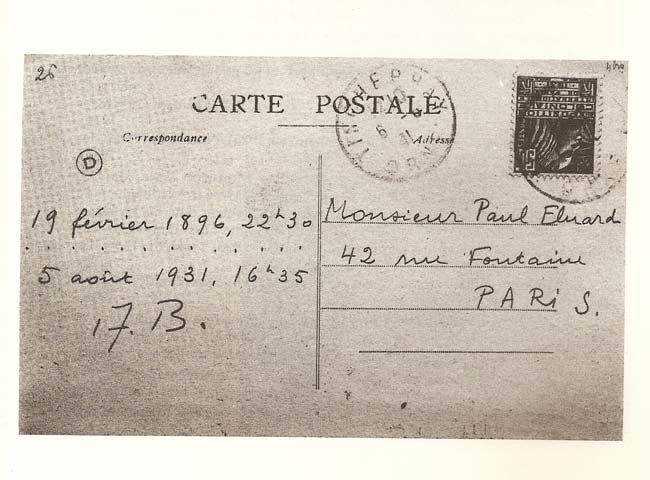 26
CARTE POSTALE
Correspondance
Adresse
D
19 février 1896, 22h30
5 août 1931, 16h35
17.B.
Monsieur Paul Eluard
42 rue Fontaine
PARiS.